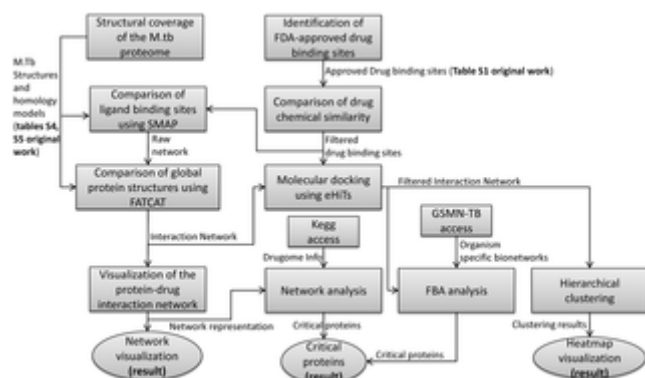 Structural coverage
of the M.tb
proteome
Identification of
FDA-approved drug
binding sites
M.Tb
Structures
and
homology
models
(tables S4,
S5 original
work)
Approved Drug binding sites (Table S1 original work)
Comparison of
ligand binding sites
using SMAP
Comparison of drug
chemical similarity
Raw
network
Filtered
drug binding sites
Comparison of global
protein structures using
FATCAT
Molecular docking
using eHiTs
Filtered Interaction Network
Interaction Network
Kegg
access
GSMN-TB
access
Drugome Info
Organism
specific bionetworks
Visualization of the
protein-drug
interaction network
Network analysis
FBA analysis
Hierarchical
clustering
Network representation
Critical proteins
Critical proteins
Clustering results
Network
visualization
(result)
Critical
proteins
(result)
Heatmap
visualization
(result)